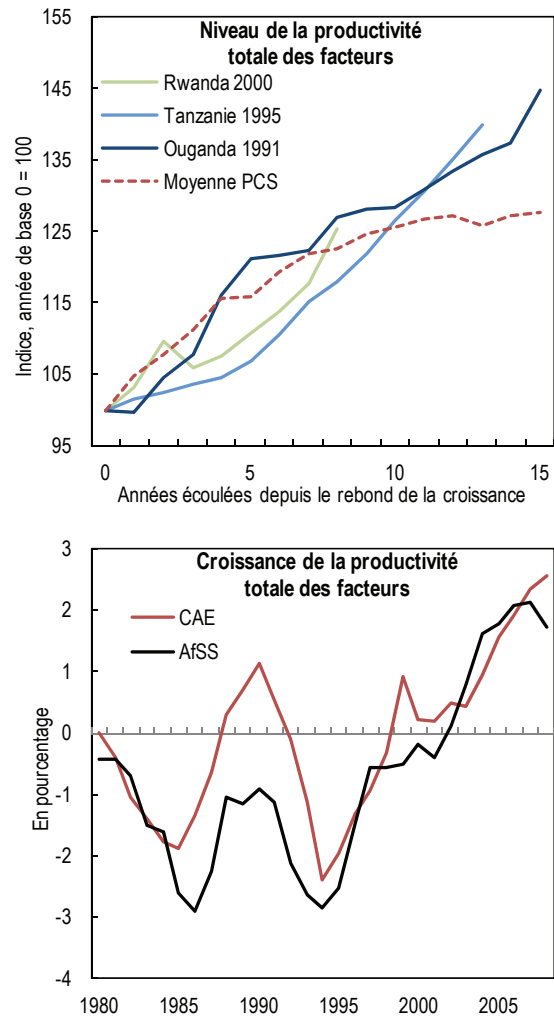 155
145
135
125
115
105
95
Indice, année de base 0 = 100
Niveau de la productivité
totale des facteurs
Rwanda 2000
Tanzanie 1995
Ouganda 1991
Moyenne PCS
0 5 10 15
Années écoulées depuis le rebond de la croissance
3
2
1
0
-1
-2
-3
-4
En pourcentage
Croissance de la productivité
totale des facteurs
CAE
AfSS
1980 1985 1990 1995 2000 2005